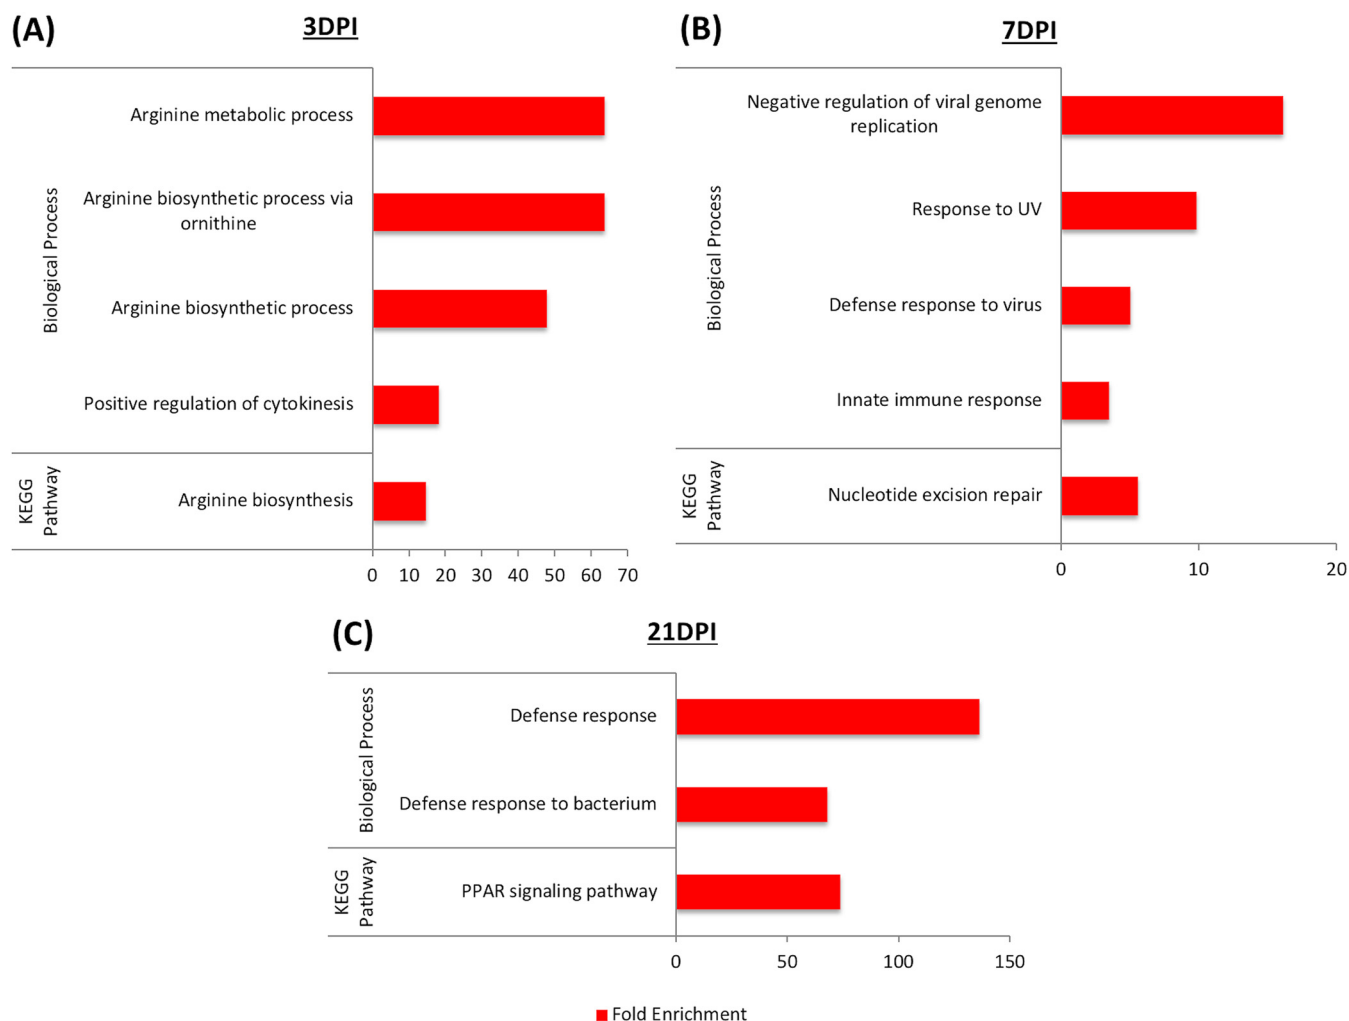 (A)
3DPI
Biological Process
Arginine metabolic process
Arginine biosynthetic process via
ornithine
Arginine biosynthetic process
Positive regulation of cytokinesis
KEGG
Pathway
Arginine biosynthesis
0 10 20 30 40 50 60 70
(B)
7DPI
Biological Process
Negative regulation of viral genome
replication
Response to UV
Defense response to virus
Innate immune response
KEGG
Pathway
Nucleotide excision repair
0 10 20
(C)
21DPI
Biological Process
Defense response
Defense response to bacterium
KEGG
Pathway
PPAR signaling pathway
0 50 100 150
Fold Enrichment